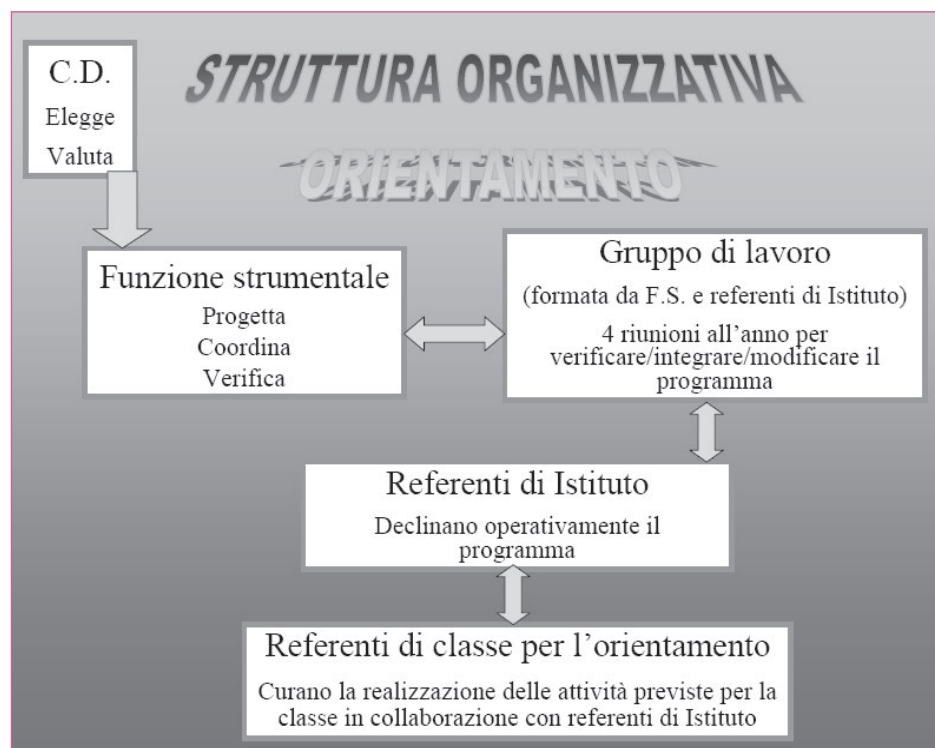 C.D.
Elegge
Valuta
STRUTTURA ORGANIZZATIVA
ORIENTAMENTO
Funzione strumentale
Progetta
Coordina
Verifica
Gruppo di lavoro
(formata da F.S. e referenti di Istituto)
4 riunioni all'anno per
verificare/integrare/modificare il
programma
Referenti di Istituto
Declinano operativamente il
programma
Referenti di classe per l'orientamento
Curano la realizzazione delle attività previste per la
classe in collaborazione con referenti di Istituto